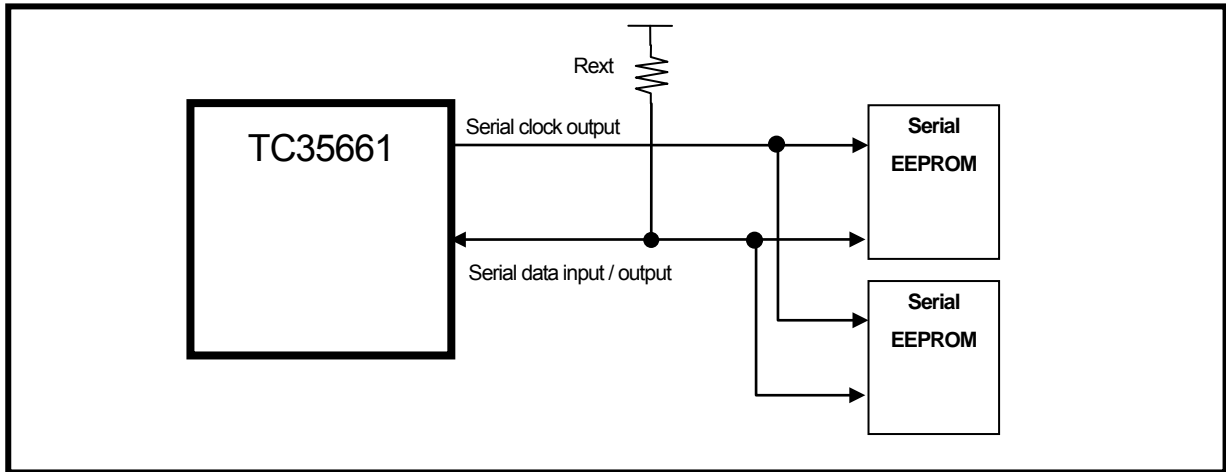 Rext
TC35661
Serial clock output
Serial
EEPROM
Serial data input / output
Serial
EEPROM